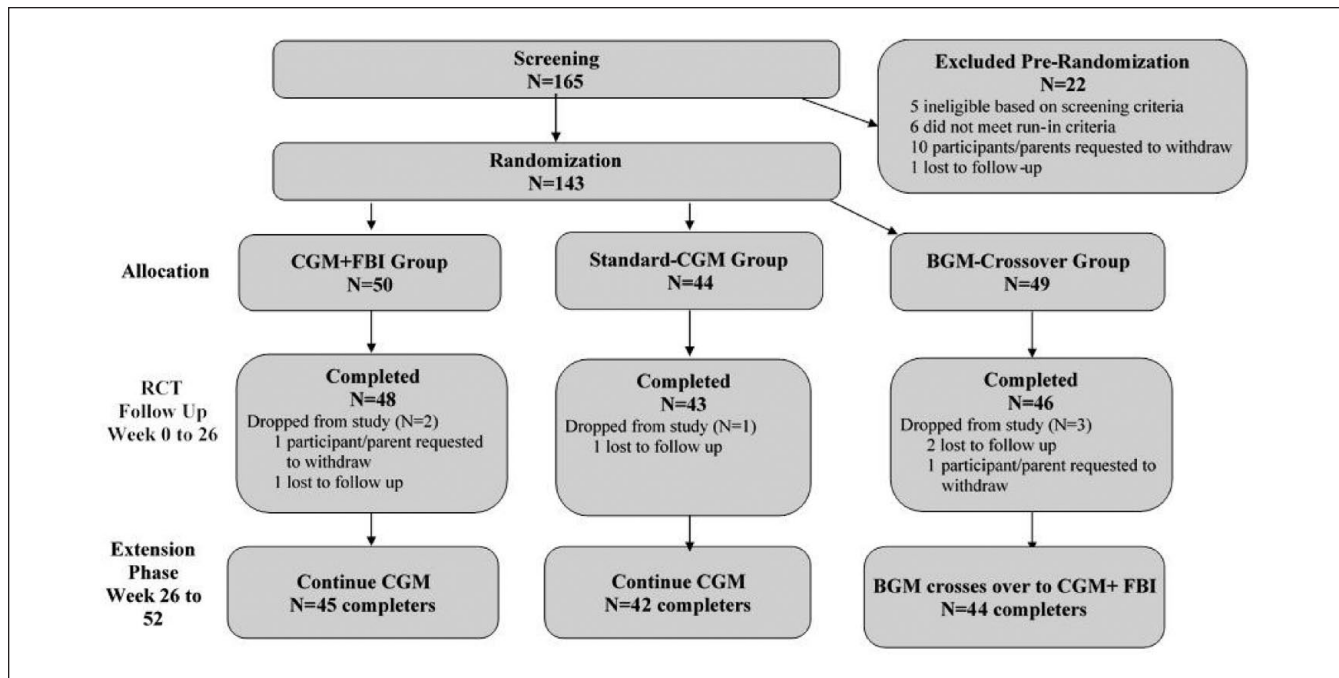 Screening
N=165
Excluded Pre-Randomization
N=22
5 ineligible based on screening criteria
6 did not meet run-in criteria
10 participants/parents requested to withdraw
1 lost to follow-up
Randomization
N=143
Allocation
CGM+FBI Group
N=50
Standard-CGM Group
N=44
BGM-Crossover Group
N=49
RCT
Follow Up
Week 0 to 26
Completed
N=48
Dropped from study (N=2)
1 participant/parent requested
to withdraw
1 lost to follow up
Completed
N=43
Dropped from study (N=1)
1 lost to follow up
Completed
N=46
Dropped from study (N=3)
2 lost to follow up
1 participant/parent requested to
withdraw
Extension
Phase
Week 26 to
52
Continue CGM
N=45 completers
Continue CGM
N=42 completers
BGM crosses over to CGM+ FBI
N=44 completers